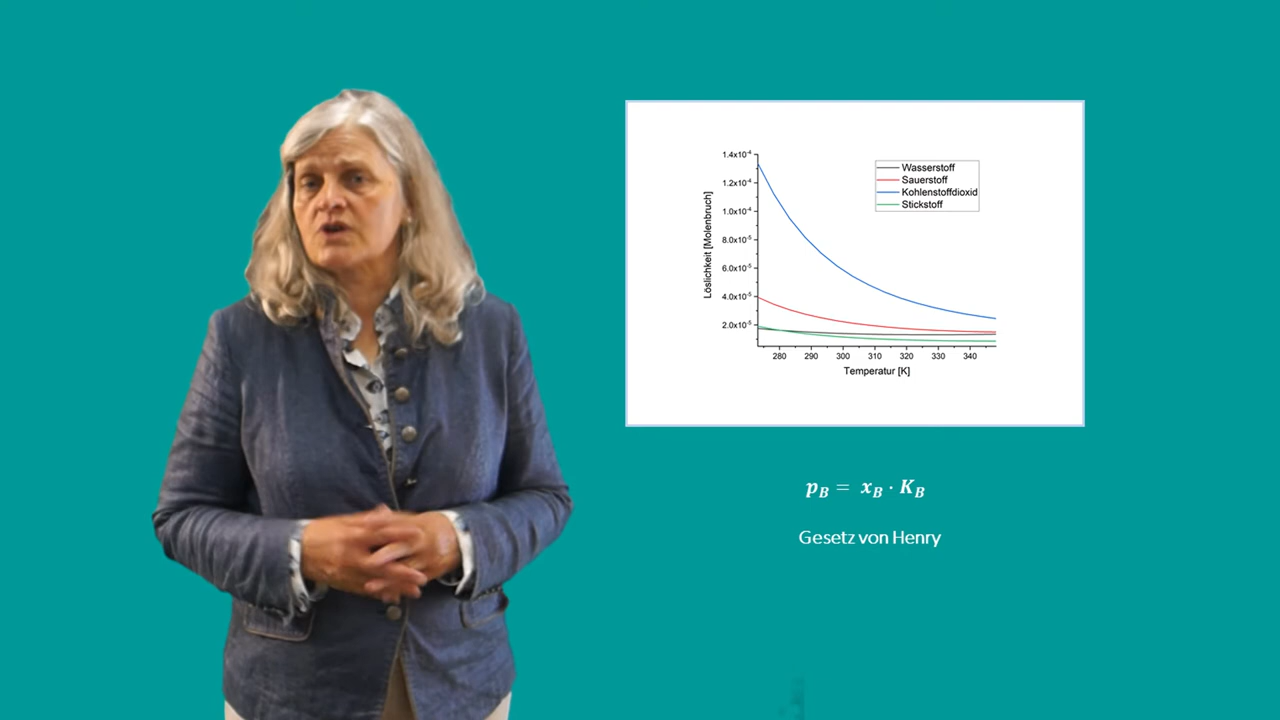 1.4x10⁻⁴
1.2x10⁻⁴
1.0x10⁻⁴
8.0x10⁻⁵
6.0x10⁻⁵
4.0x10⁻⁵
2.0x10⁻⁵
Löslichkeit [Molenbruch]
Wasserstoff
Sauerstoff
Kohlenstoffdioxid
Stickstoff
280 290 300 310 320 330 340
Temperatur [K]
p_B = x_B · K_B
Gesetz von Henry